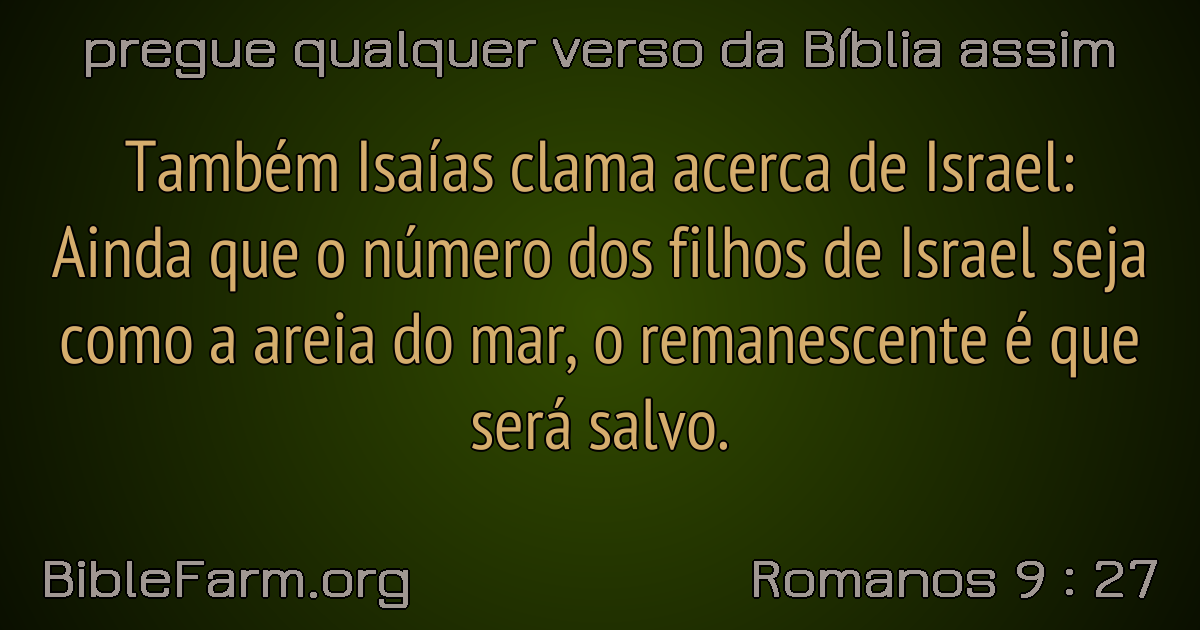 pregue qualquer verso da Bíblia assim
Também Isaías clama acerca de Israel:
Ainda que o número dos filhos de Israel seja
como a areia do mar, o remanescente é que
será salvo.
BibleFarm.org
Romanos 9 : 27